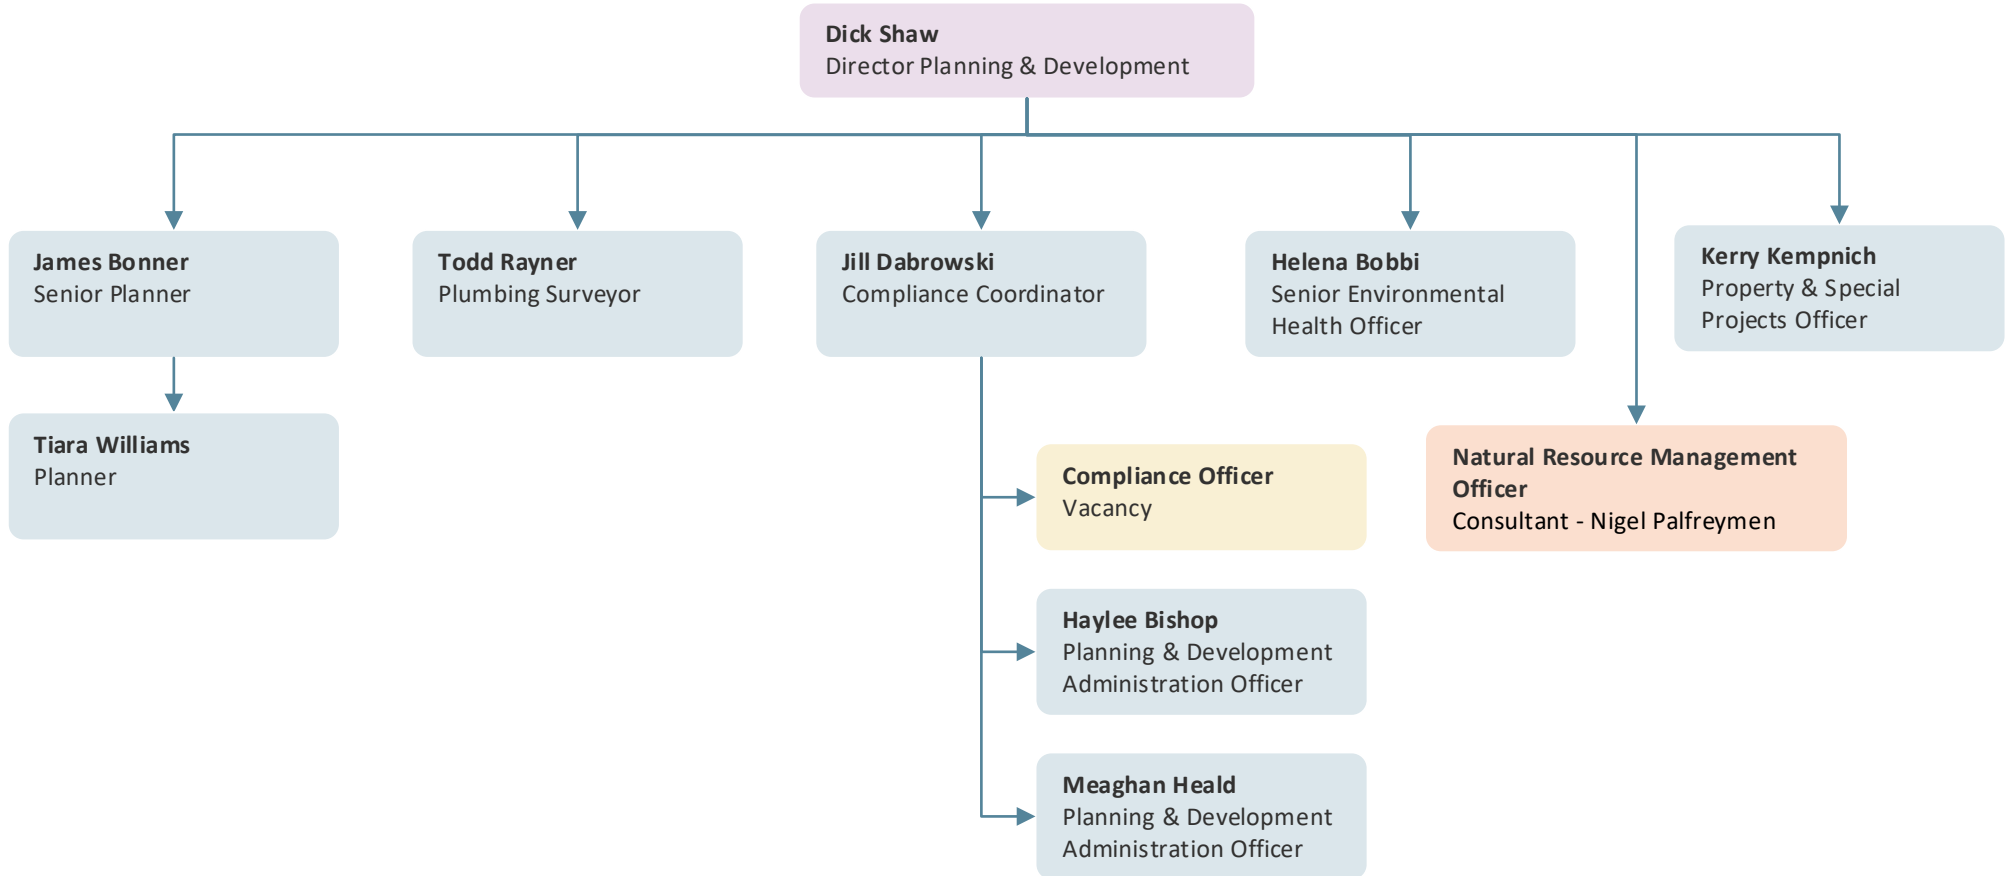 Dick Shaw
Director Planning & Development
James Bonner
Senior Planner
Todd Rayner
Plumbing Surveyor
Jill Dabrowski
Compliance Coordinator
Helena Bobbi
Senior Environmental
Health Officer
Kerry Kempnich
Property & Special
Projects Officer
Tiara Williams
Planner
Compliance Officer
Vacancy
Natural Resource Management
Officer
Consultant - Nigel Palfreymen
Haylee Bishop
Planning & Development
Administration Officer
Meaghan Heald
Planning & Development
Administration Officer